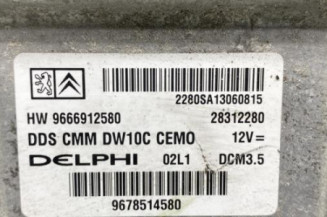 2280SA13060815
HW 9666912580 28312280
DDS CMM DW10C CEMO 12V=
DELPHI 02L1 DCM3.5
9678514580